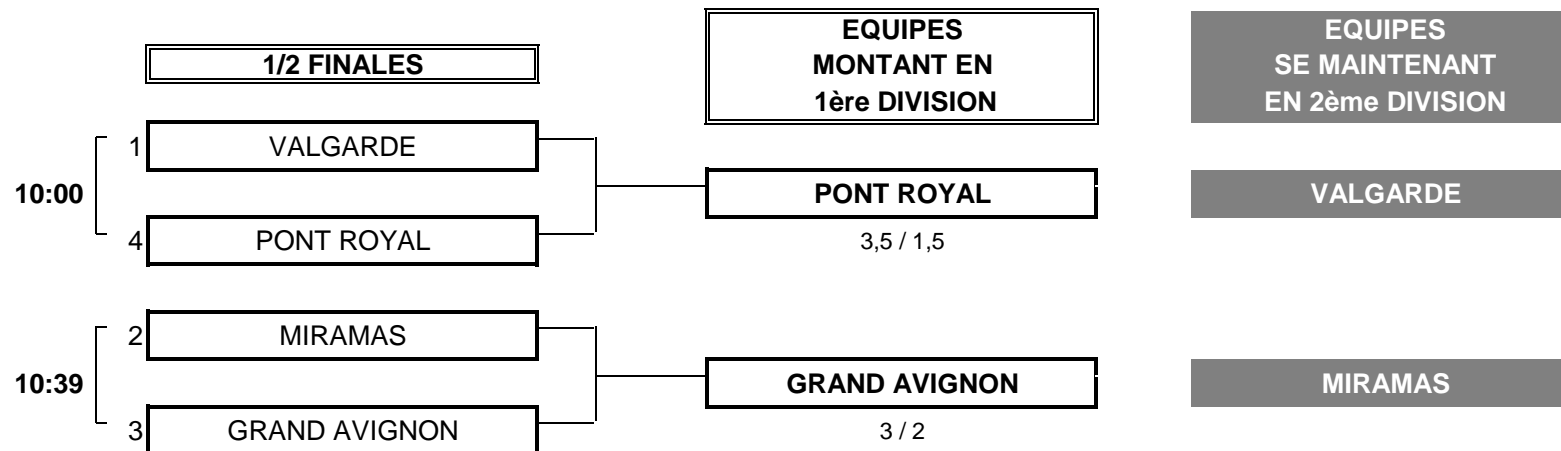 1/2 FINALES
EQUIPES
MONTANT EN
1ère DIVISION
EQUIPES
SE MAINTENANT
EN 2ème DIVISION
10:00
1 VALGARDE
4 PONT ROYAL
PONT ROYAL
3,5 / 1,5
VALGARDE
10:39
2 MIRAMAS
3 GRAND AVIGNON
GRAND AVIGNON
3 / 2
MIRAMAS